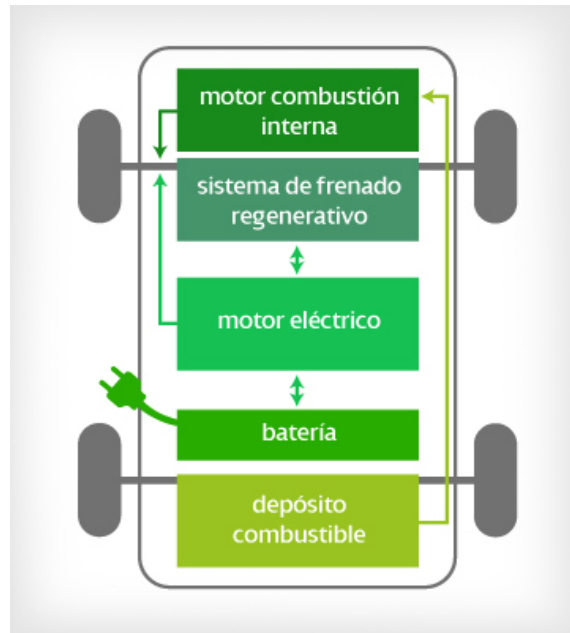 motor combustión
interna
sistema de frenado
regenerativo
motor eléctrico
batería
depósito
combustible